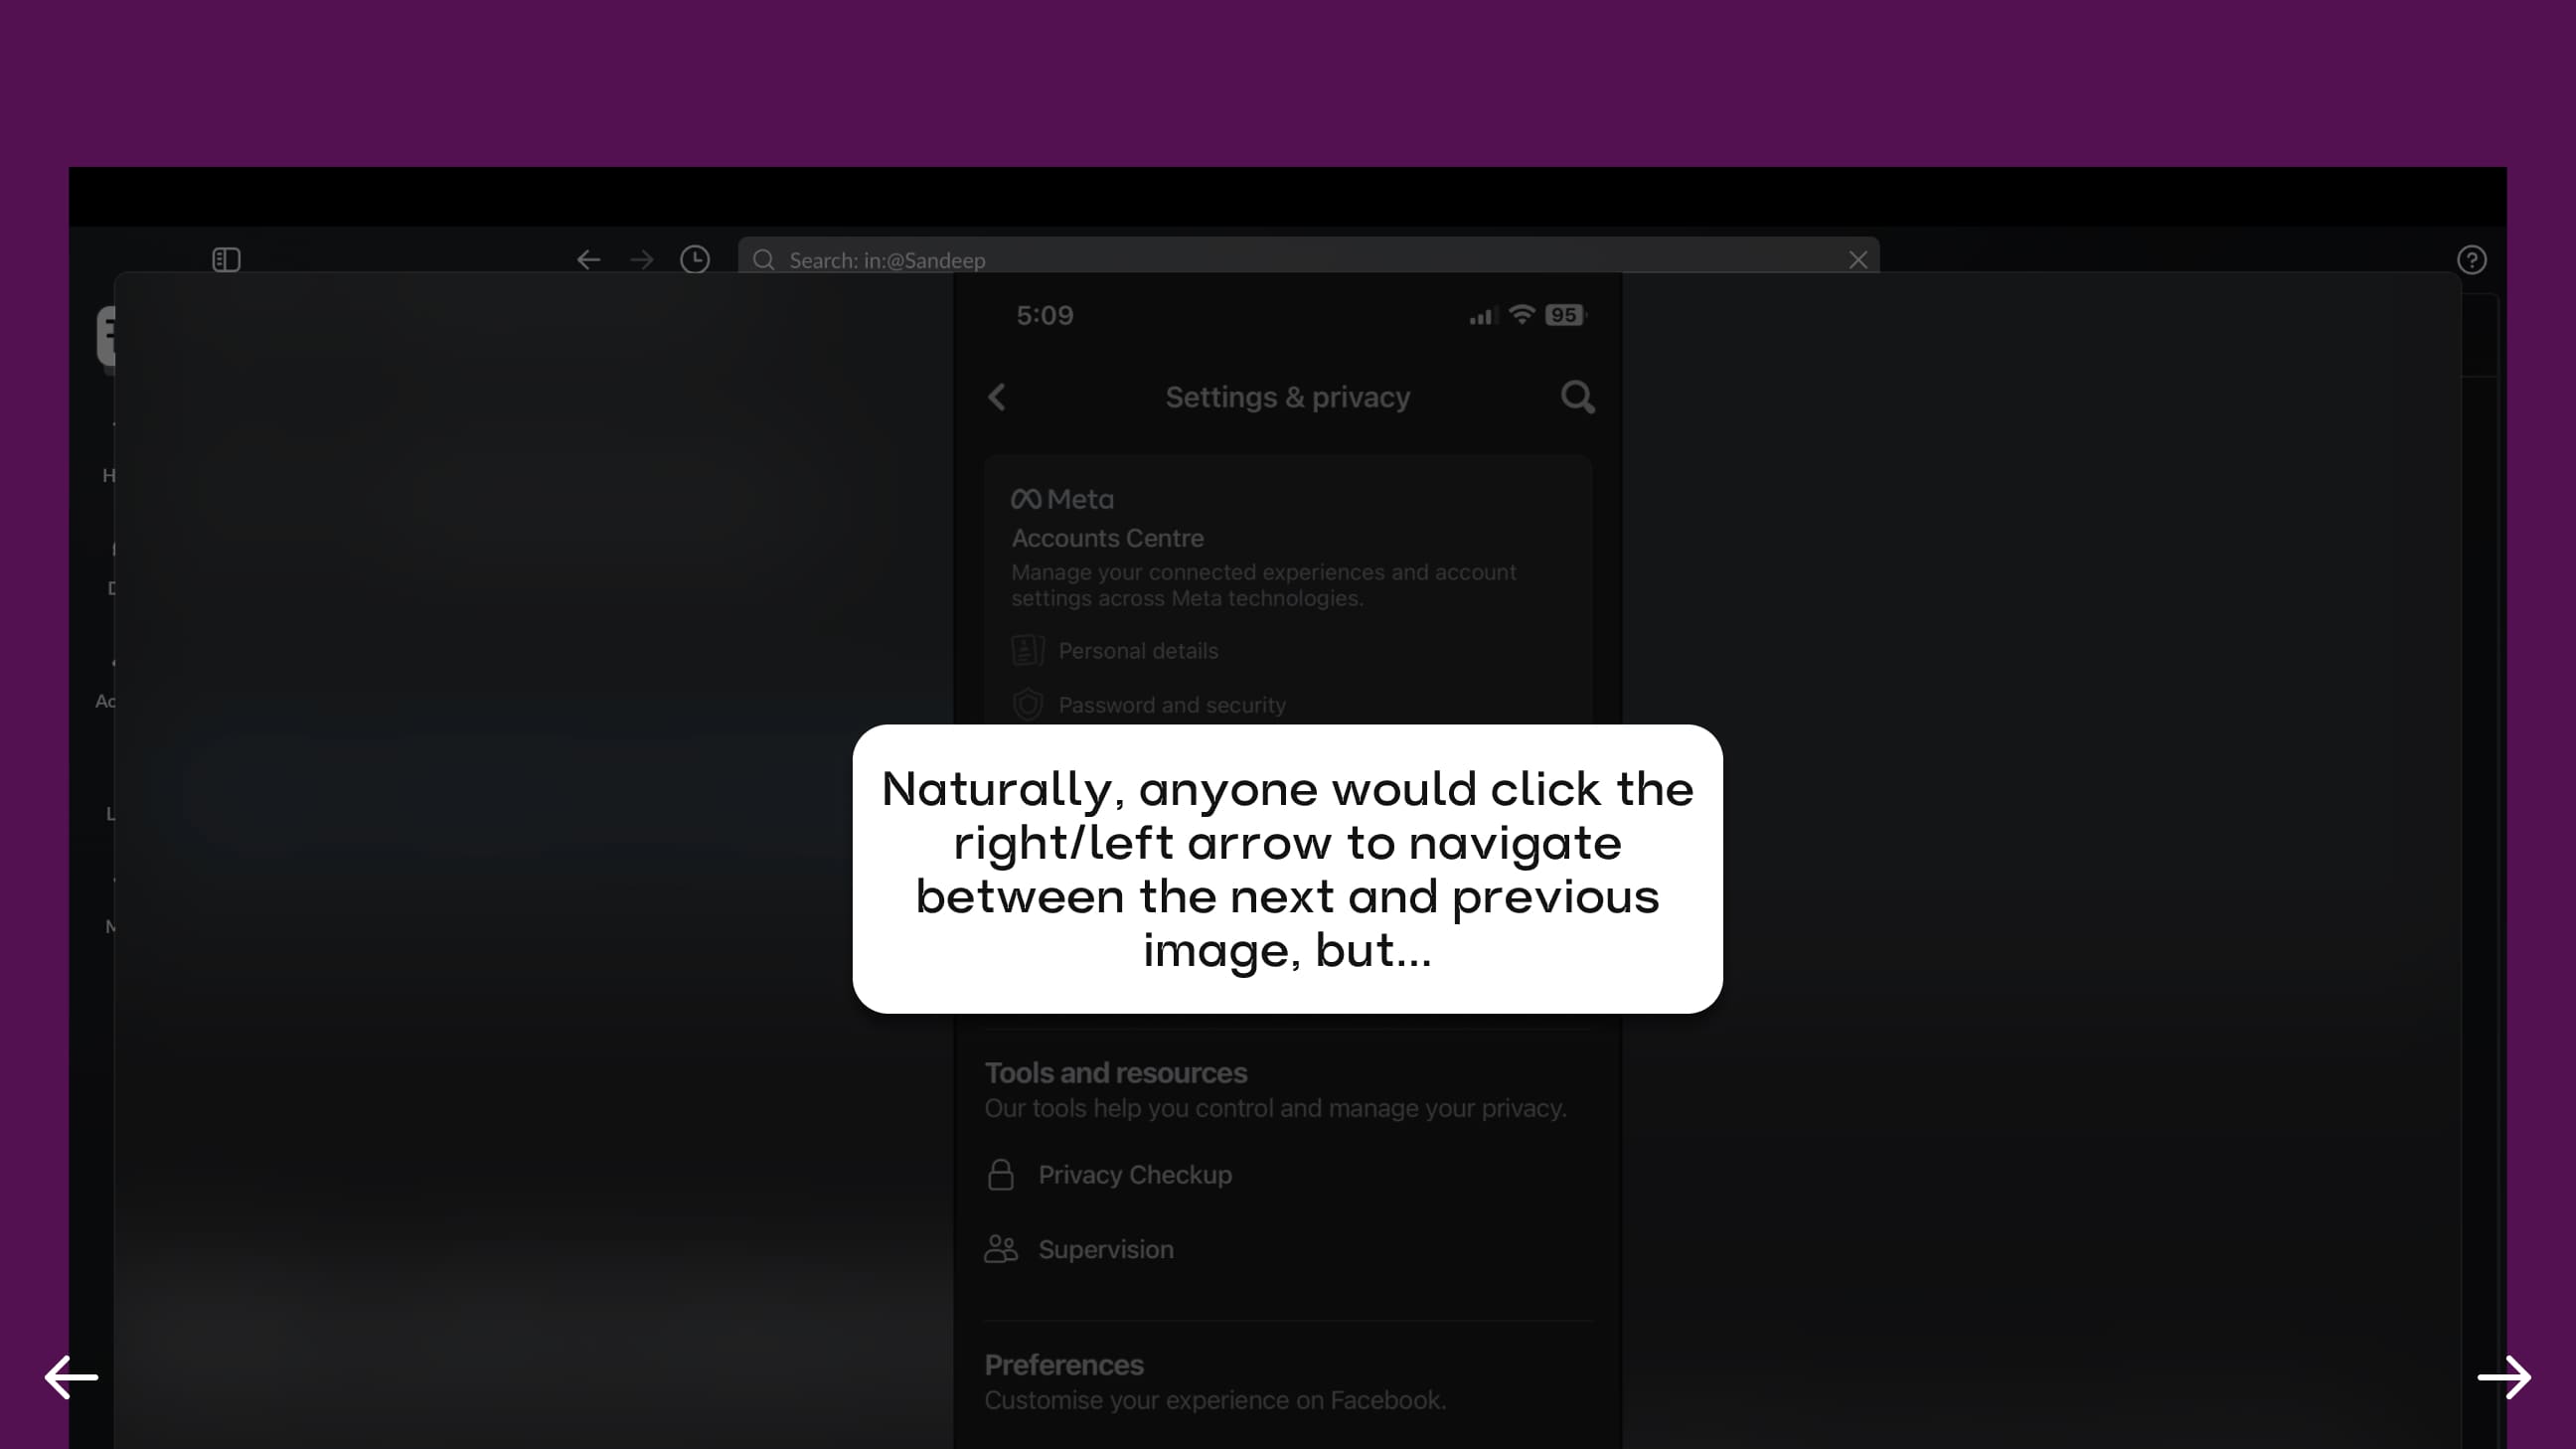 Search: in:@Sandeep
5:09
95
Settings & privacy
Meta
Accounts Centre
Manage your connected experiences and account
settings across Meta technologies.
Personal details
Password and security
H
D
Ac
L
M
Naturally, anyone would click the
right/left arrow to navigate
between the next and previous
image, but...
Tools and resources
Our tools help you control and manage your privacy.
Privacy Checkup
Supervision
Preferences
Customise your experience on Facebook.